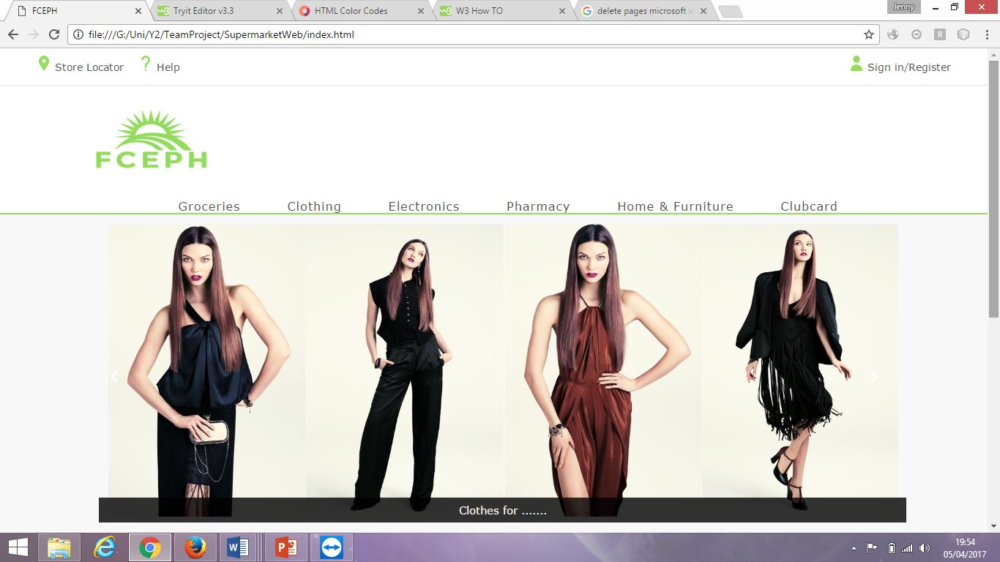 FCEPH
Tryit Editor v3.3
HTML Color Codes
W3 How TO
delete pages microsoft w
Jenny
file:///G:/Uni/Y2/TeamProject/SupermarketWeb/index.html
Store Locator
Help
Sign in/Register
FCEPH
Groceries
Clothing
Electronics
Pharmacy
Home & Furniture
Clubcard
Clothes for .......
19:54
05/04/2017